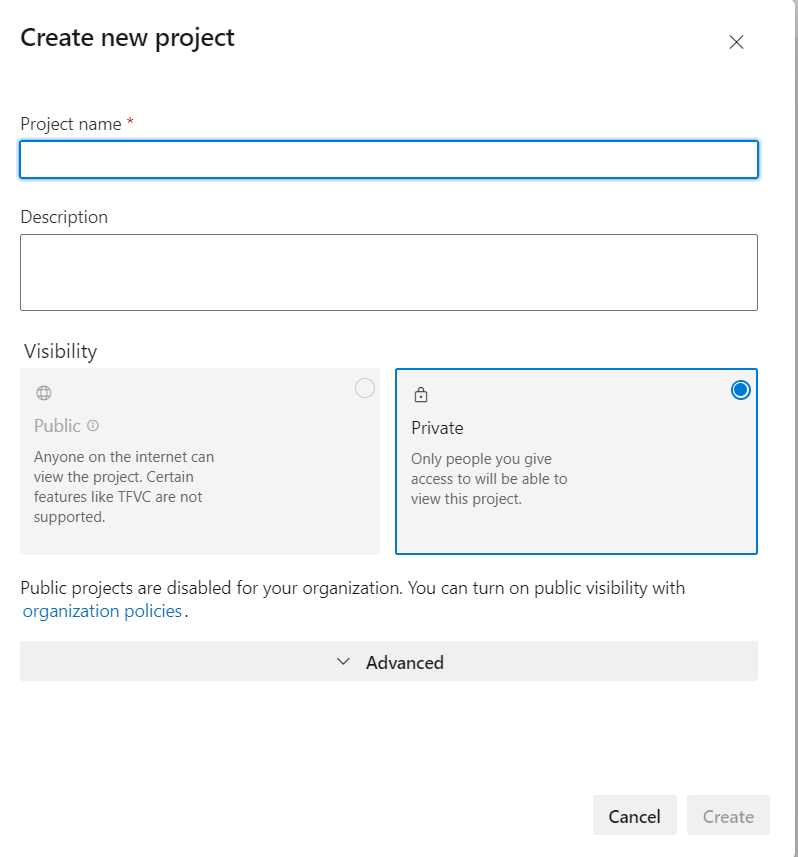 Create new project
Project name *
Description
Visibility
Public
Anyone on the internet can
view the project. Certain
features like TFVC are not
supported.
Private
Only people you give
access to will be able to
view this project.
Public projects are disabled for your organization. You can turn on public visibility with
organization policies.
Advanced
Cancel
Create